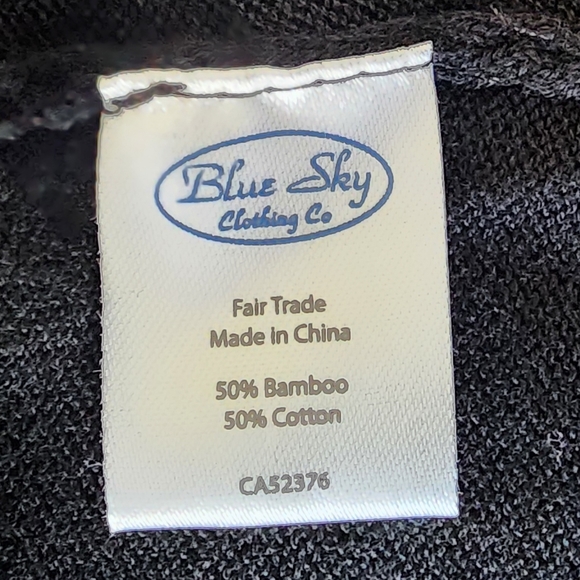 Blue Sky
Clothing Co
Fair Trade
Made in China
50% Bamboo
50% Cotton
CA52376